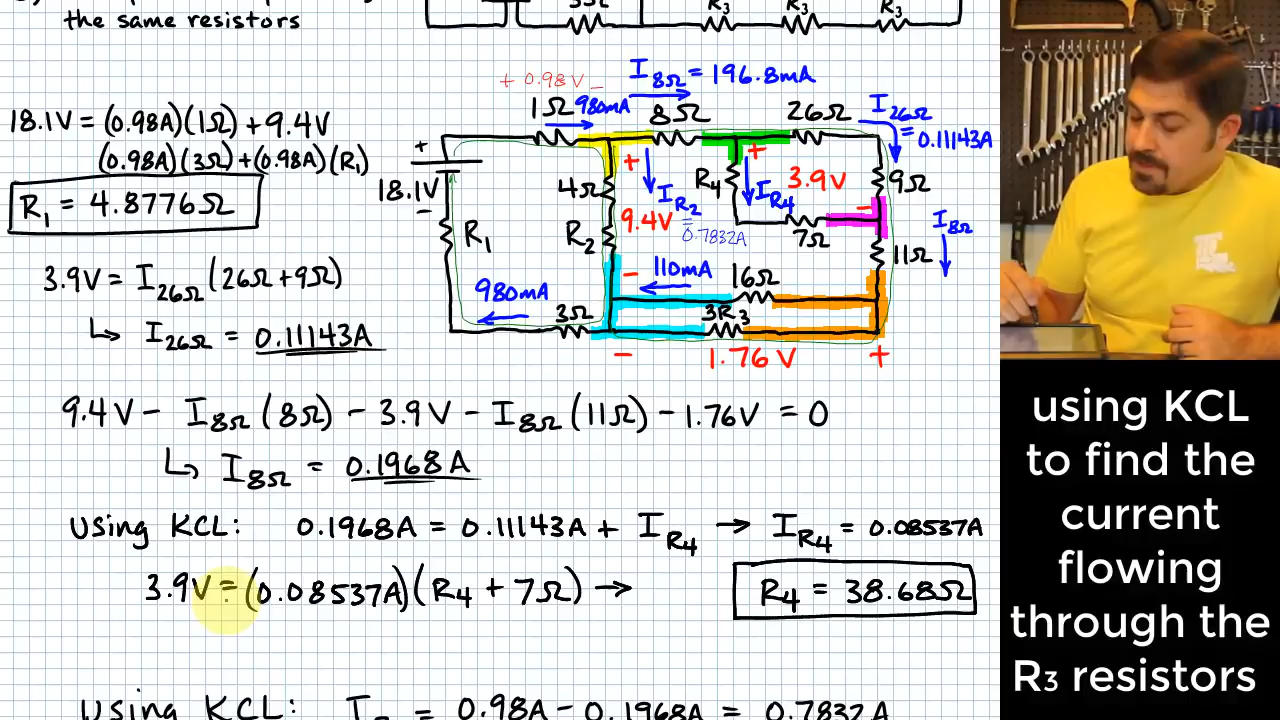 the same resistors
R3 R3 R3
+ 0.98V −
I8Ω = 196.8mA
1Ω 980mA 8Ω 26Ω I26Ω = 0.11143A
18.1V = (0.98A)(1Ω) + 9.4V
(0.98A)(3Ω) + (0.98A)(R1)
R1 = 4.8776Ω
+ 18.1V −
R1
4Ω
R2
+ 9.4V −
IR2 = 0.7832A
R4
IR4
+ 3.9V −
7Ω
9Ω
I8Ω
11Ω
110mA 16Ω
980mA 3Ω 3R3
− 1.76V +
3.9V = I26Ω (26Ω + 9Ω)
↳ I26Ω = 0.11143A
9.4V − I8Ω (8Ω) − 3.9V − I8Ω (11Ω) − 1.76V = 0
↳ I8Ω = 0.1968A
Using KCL: 0.1968A = 0.11143A + IR4 → IR4 = 0.08537A
3.9V = (0.08537A)(R4 + 7Ω) → R4 = 38.68Ω
Using KCL: I = 0.98A − 0.1968A = 0.7832A
using KCL
to find the
current
flowing
through the
R3 resistors